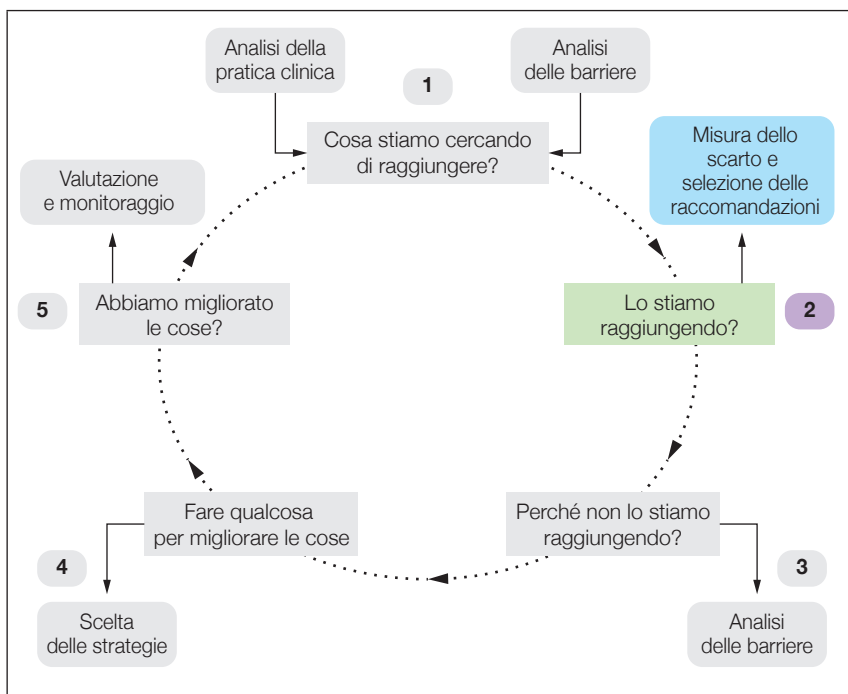 Analisi della
pratica clinica
1
Analisi
delle barriere
Cosa stiamo cercando
di raggiungere?
Misura dello
scarto e
selezione delle
raccomandazioni
Valutazione
e monitoraggio
5
Abbiamo migliorato
le cose?
Lo stiamo
raggiungendo?
2
Fare qualcosa
per migliorare le cose
Perché non lo stiamo
raggiungendo?
4
3
Scelta
delle strategie
Analisi
delle barriere